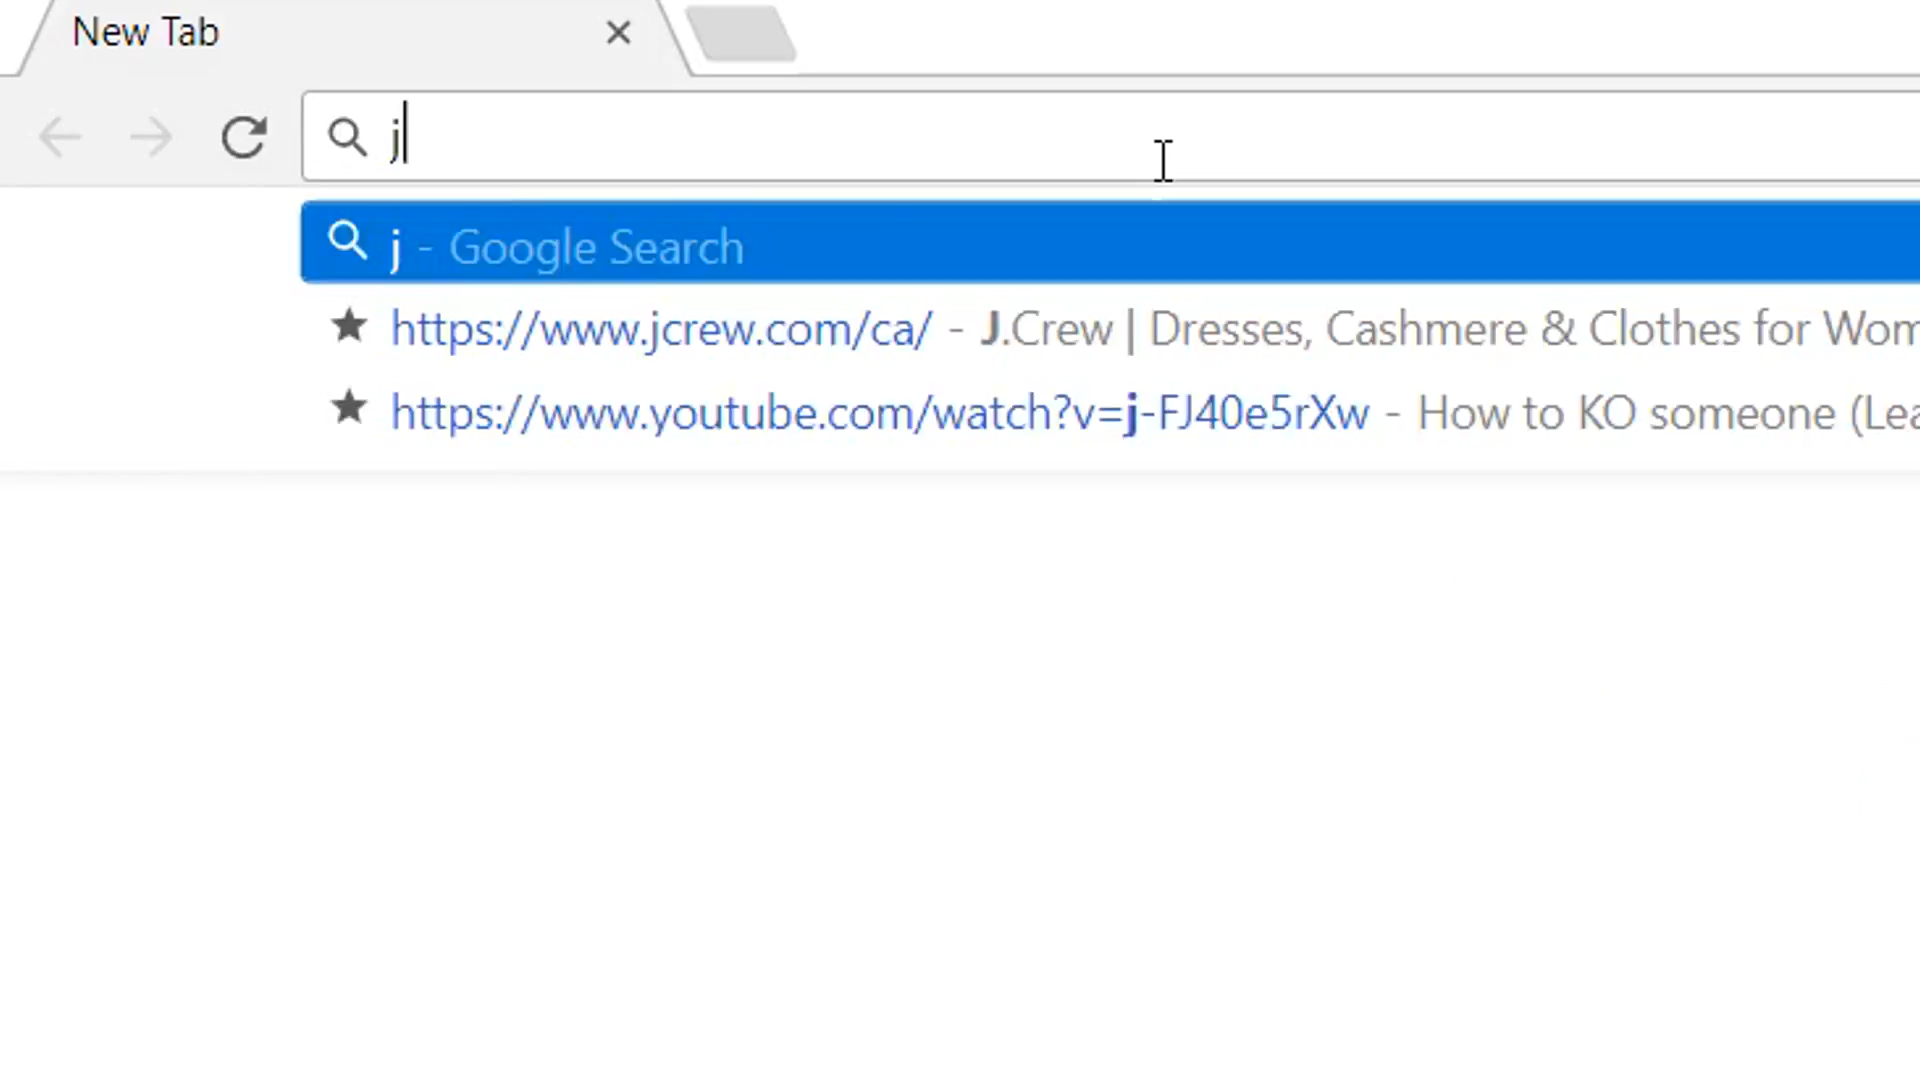 New Tab
j
j - Google Search
https://www.jcrew.com/ca/ - J.Crew | Dresses, Cashmere & Clothes for Wom
https://www.youtube.com/watch?v=j-FJ40e5rXw - How to KO someone (Lea